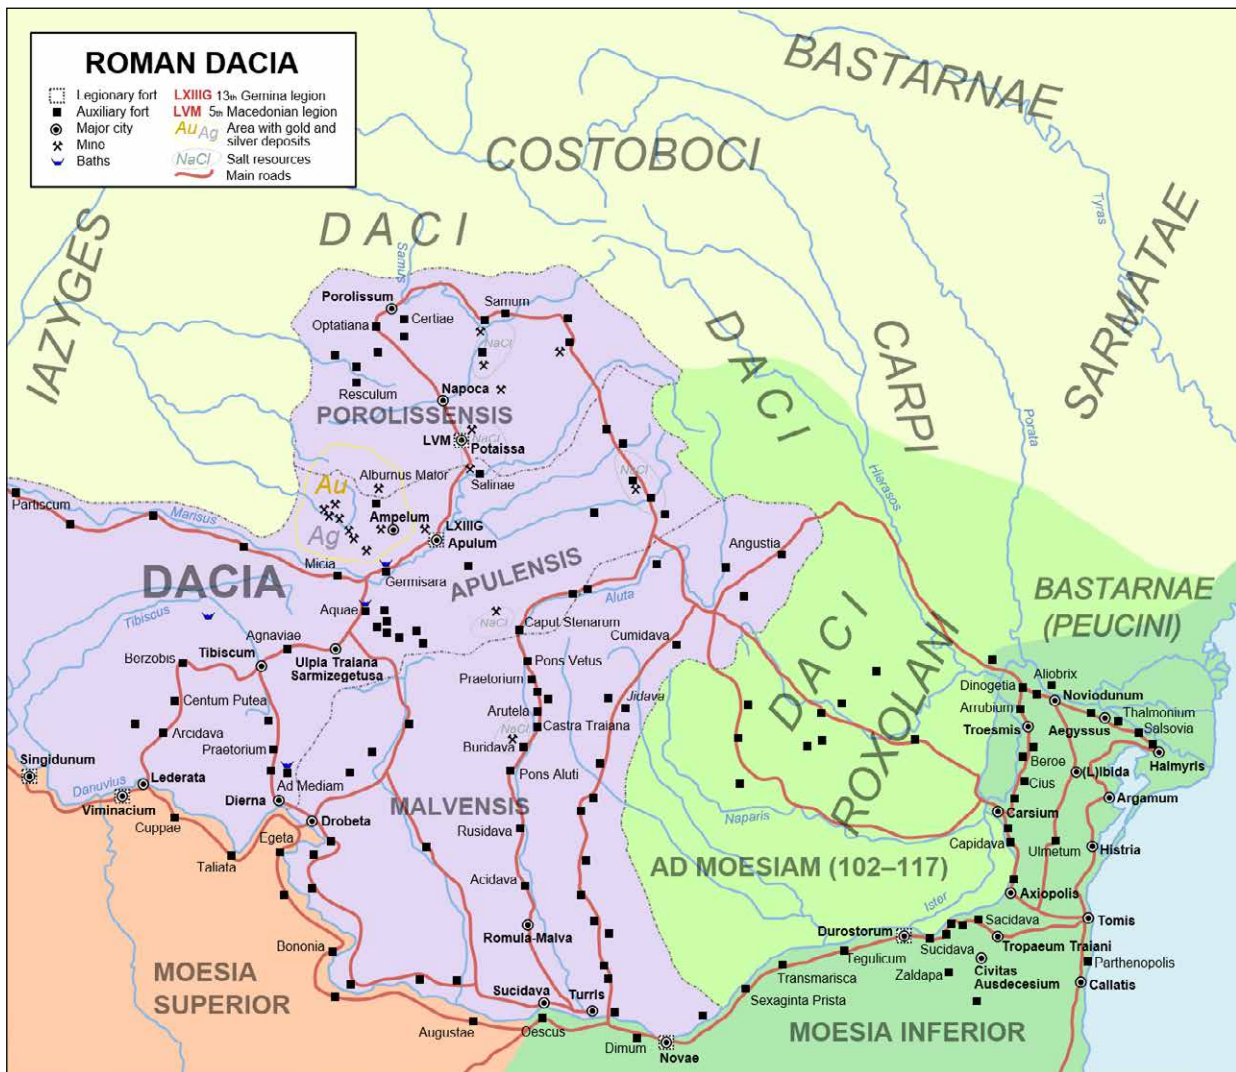 ROMAN DACIA
Legionary fort
Auxiliary fort
Major city
Mino
Baths
LXIIIG 13th Gemina legion
LVM 5th Macedonian legion
Au Ag Area with gold and
silver deposits
NaCl Salt resources
Main roads
BASTARNAE
COSTOBOCI
DACI
IAZYGES
SARMATAE
Tyras
Samus
Porolissum
Certiae
Samum
Optatiana
NaCl
DACI
CARPI
Resculum
Napoca
POROLISSENSIS
Porata
LVM
NaCl
Potaissa
Hiarasos
Alburnus Maior
Salinae
NaCl
Au
Partiscum
Marisus
Ampelum
LXIIIG
Apulum
Ag
Angustia
Micia
Germisara
APULENSIS
DACIA
Aluta
BASTARNAE
(PEUCINI)
Aquae
Tibiscus
NaCl
Caput Stenarum
Cumidava
DACI
Agnaviae
Tibiscum
Ulpia Traiana
Sarmizegetusa
Berzobis
Pons Vetus
ROXOLANI
Praetorium
Aliobrix
Dinogetia
Noviodunum
Centum Putea
Jidava
Arrubium
Arutela
Castra Traiana
Thalmonium
Arcidava
NaCl
Troesmis
Aegyssus
Salsovia
Praetorium
Buridava
Halmyris
Singidunum
Beroe
Pons Aluti
(L)Ibida
Danuvius
Lederata
Ad Mediam
Cius
Viminacium
Dierna
MALVENSIS
Argamum
Drobeta
Naparis
Carsium
Cuppae
Egeta
Rusidava
Capidava
Ulmetum
Histria
Taliata
AD MOESIAM (102–117)
Acidava
Axiopolis
Ister
Sacidava
Tomis
Romula-Malva
Durostorum
Sucidava
Tropaeum Traiani
Bononia
Tegulicum
Parthenopolis
MOESIA
SUPERIOR
Transmarisca
Zaldapa
Civitas
Ausdecesium
Callatis
Sucidava
Turris
Sexaginta Prista
Augustae
Oescus
MOESIA INFERIOR
Dimum
Novae